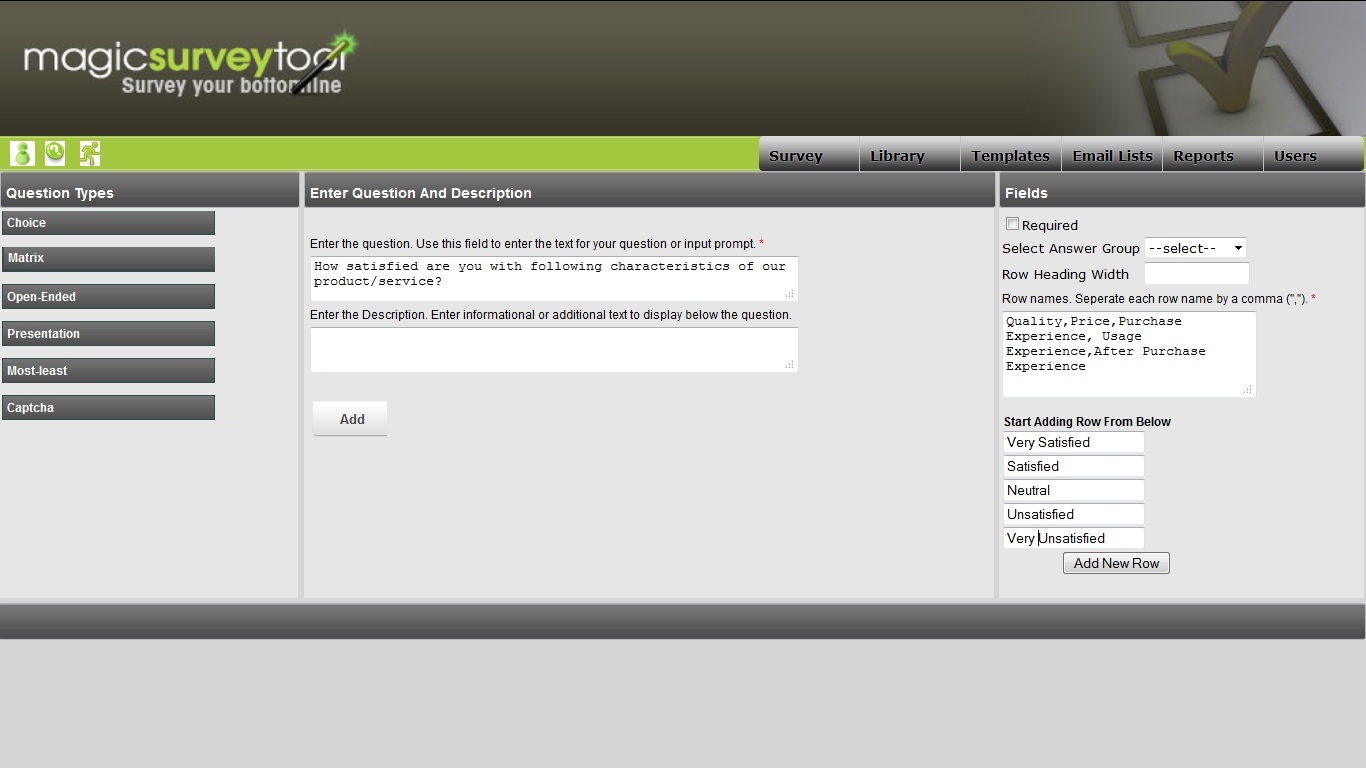 magicsurveytool
Survey your bottomline
Survey
Library
Templates
Email Lists
Reports
Users
Question Types
Choice
Matrix
Open-Ended
Presentation
Most-least
Captcha
Enter Question And Description
Enter the question. Use this field to enter the text for your question or input prompt. *
How satisfied are you with following characteristics of our
product/service?
Enter the Description. Enter informational or additional text to display below the question.
Add
Fields
Required
Select Answer Group --select--
Row Heading Width
Row names. Seperate each row name by a comma (","). *
Quality,Price,Purchase
Experience, Usage
Experience,After Purchase
Experience
Start Adding Row From Below
Very Satisfied
Satisfied
Neutral
Unsatisfied
Very Unsatisfied
Add New Row